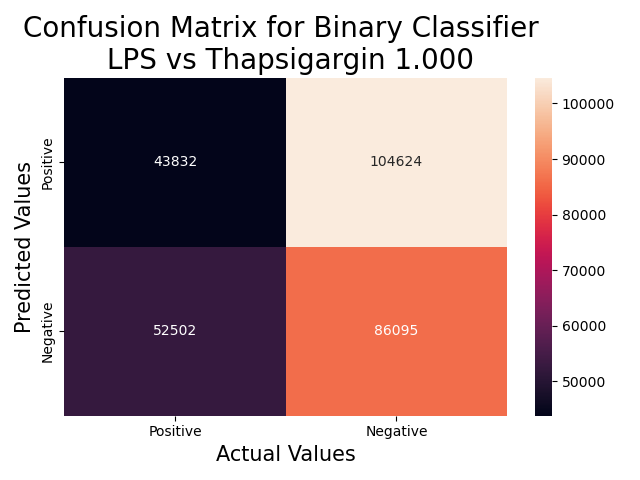 Confusion Matrix for Binary Classifier
LPS vs Thapsigargin 1.000
Predicted Values
Positive
Negative
43832
104624
52502
86095
Positive
Negative
Actual Values
100000
90000
80000
70000
60000
50000